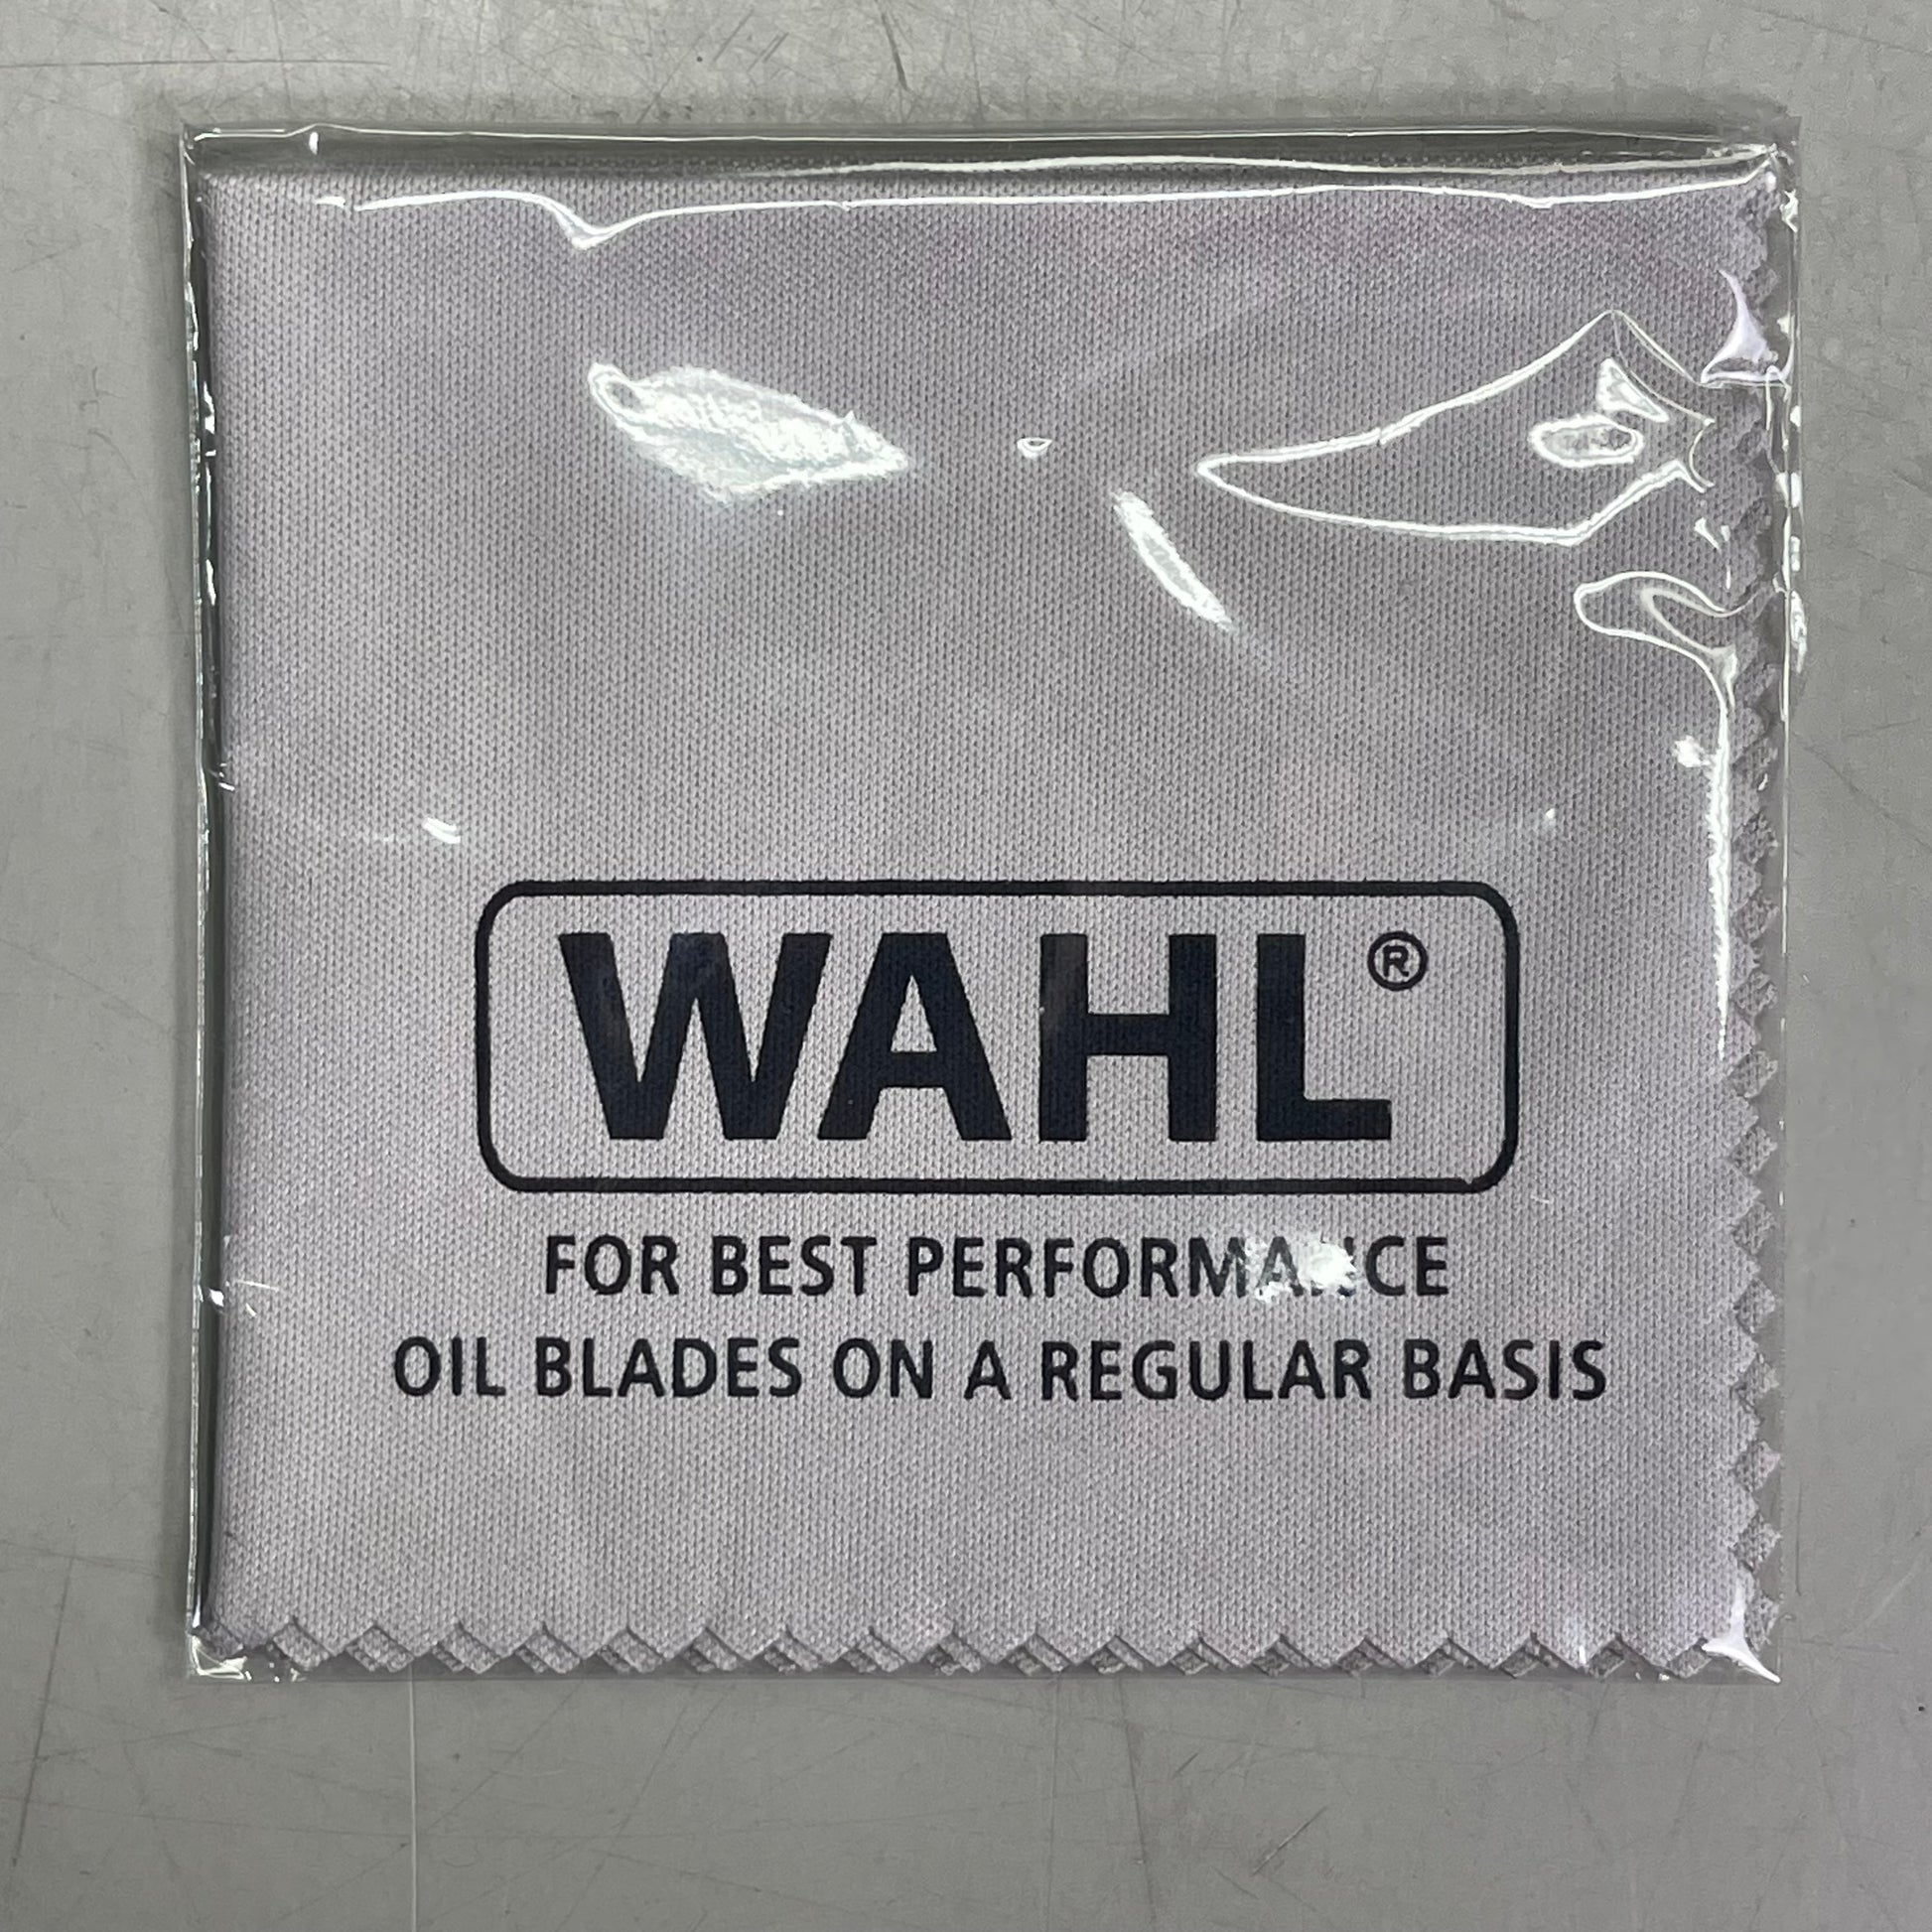 WAHL®
FOR BEST PERFORMANCE
OIL BLADES ON A REGULAR BASIS